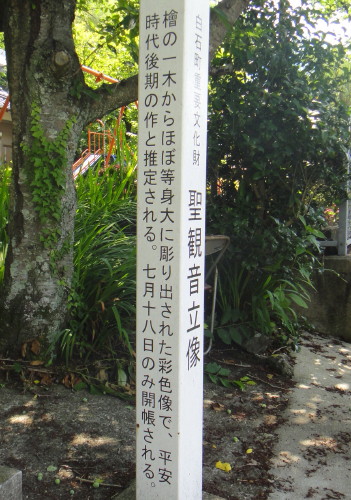 白石町重要文化財
聖観音立像
檜の一木からほぼ等身大に彫り出された彩色像で、平安
時代後期の作と推定される。七月十八日のみ開帳される。